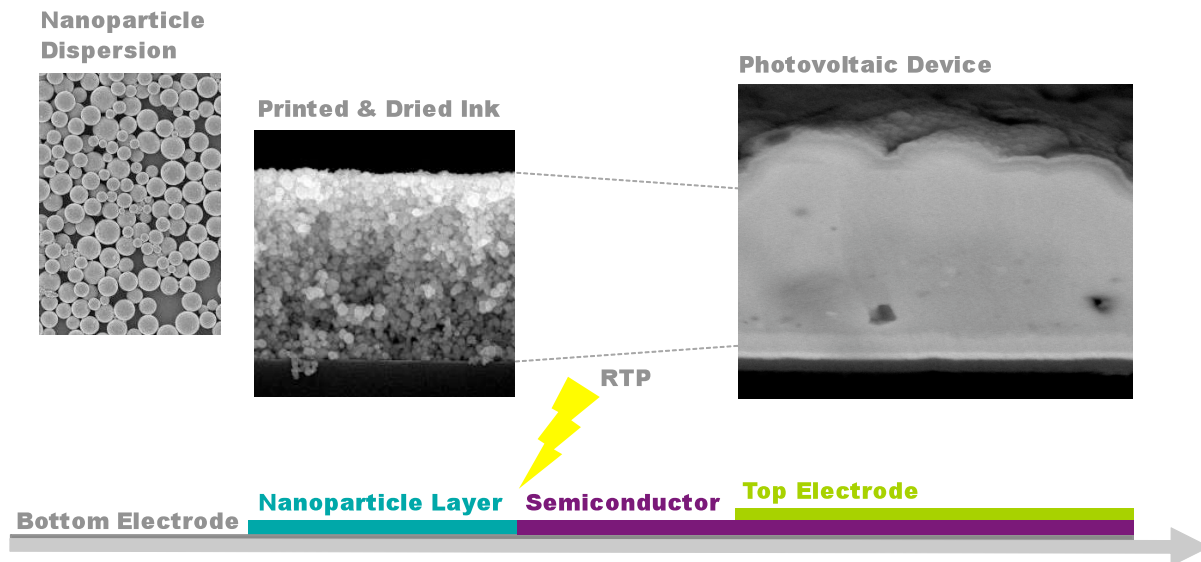 Nanoparticle
Dispersion
Printed & Dried Ink
Photovoltaic Device
RTP
Nanoparticle Layer
Semiconductor
Top Electrode
Bottom Electrode